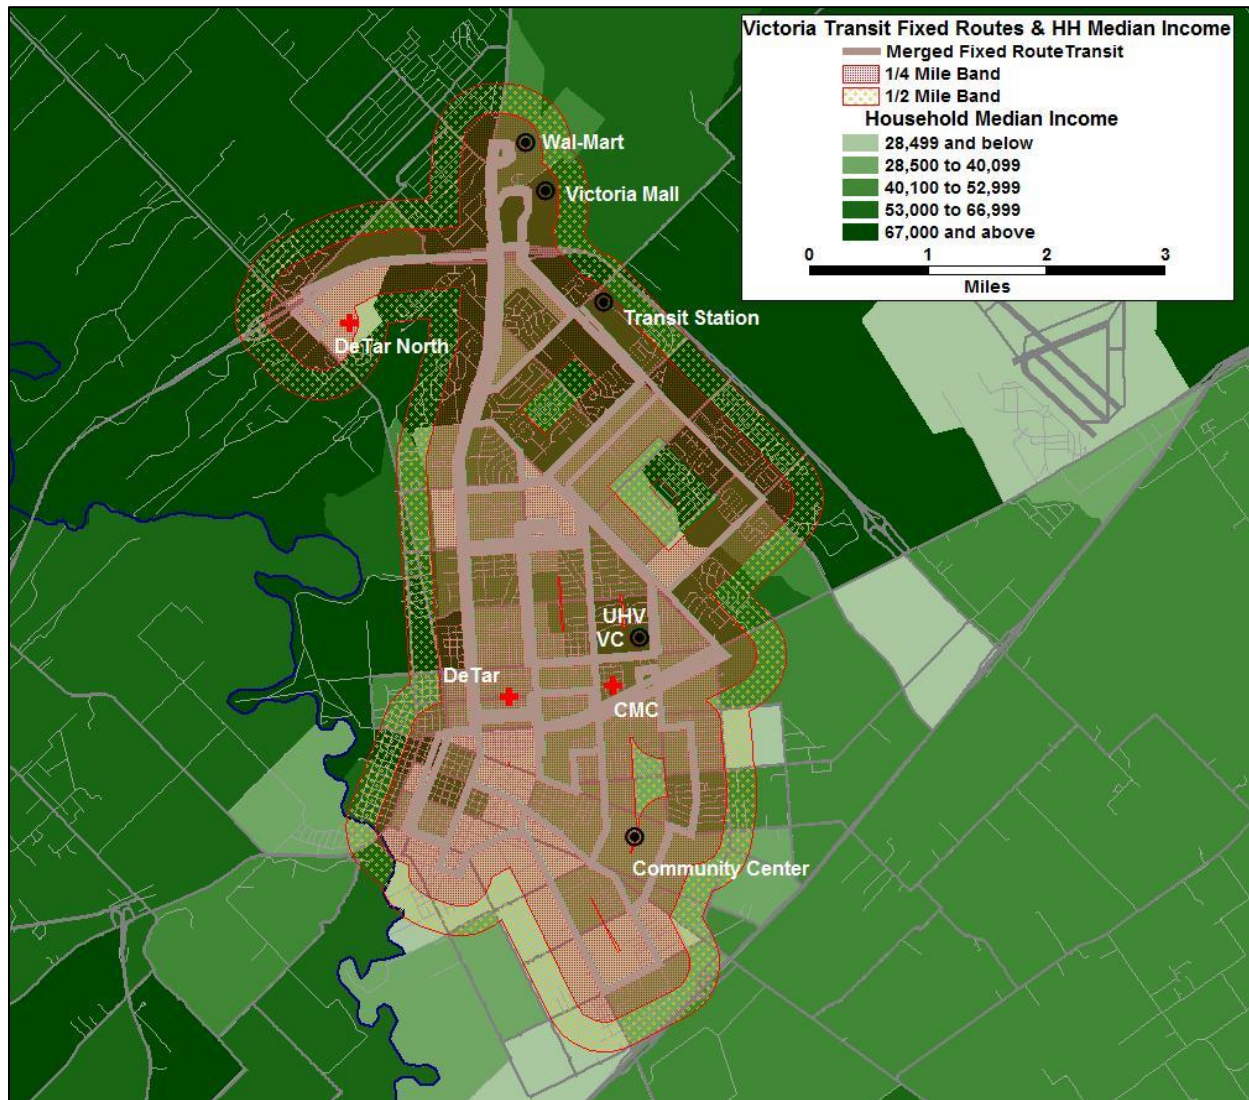 Victoria Transit Fixed Routes & HH Median Income
Merged Fixed RouteTransit
1/4 Mile Band
1/2 Mile Band
Household Median Income
28,499 and below
28,500 to 40,099
40,100 to 52,999
53,000 to 66,999
67,000 and above
0 1 2 3
Miles
Wal-Mart
Victoria Mall
Transit Station
DeTar North
UHV
VC
DeTar
CMC
Community Center